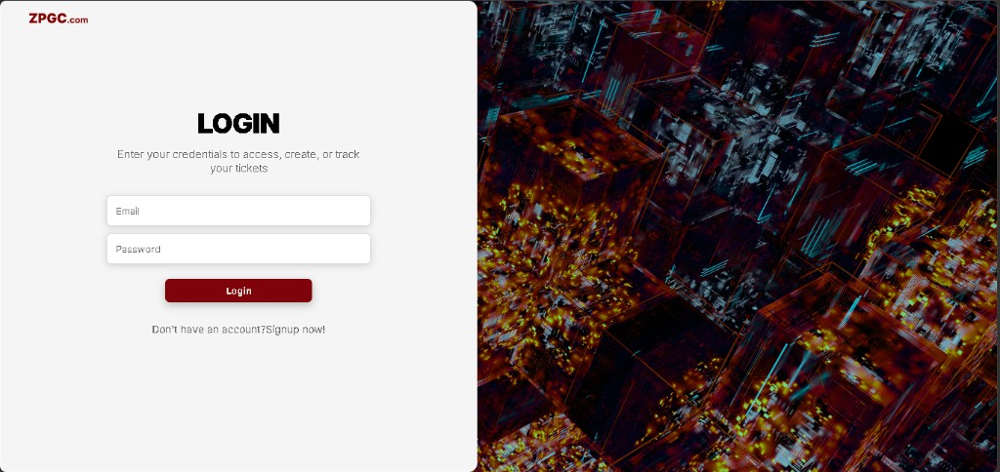 ZPGC.com
LOGIN
Enter your credentials to access, create, or track
your tickets
Email
Password
Login
Don't have an account?Signup now!